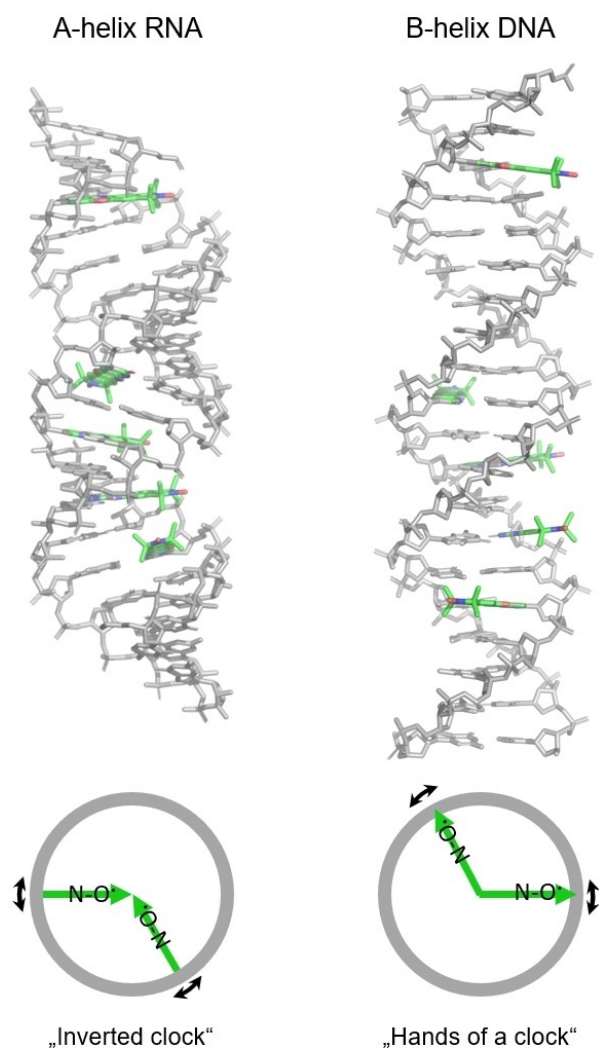 A-helix RNA
B-helix DNA
N-O˙
N-O˙
N-O˙
N-O˙
„Inverted clock“
„Hands of a clock“